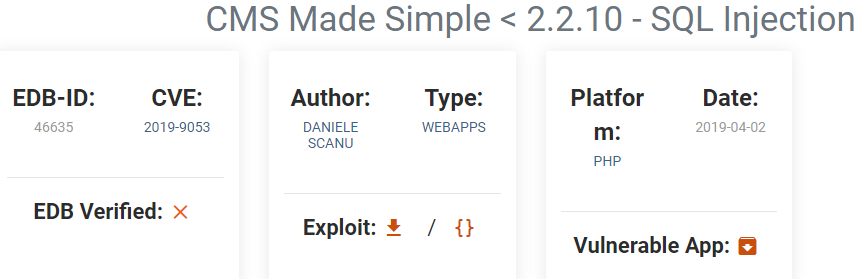 CMS Made Simple < 2.2.10 - SQL Injection
EDB-ID: CVE:
46635 2019-9053
EDB Verified: ×
Author: Type:
DANIELE WEBAPPS
SCANU
Exploit: / {}
Platfor Date:
m: 2019-04-02
PHP
Vulnerable App: